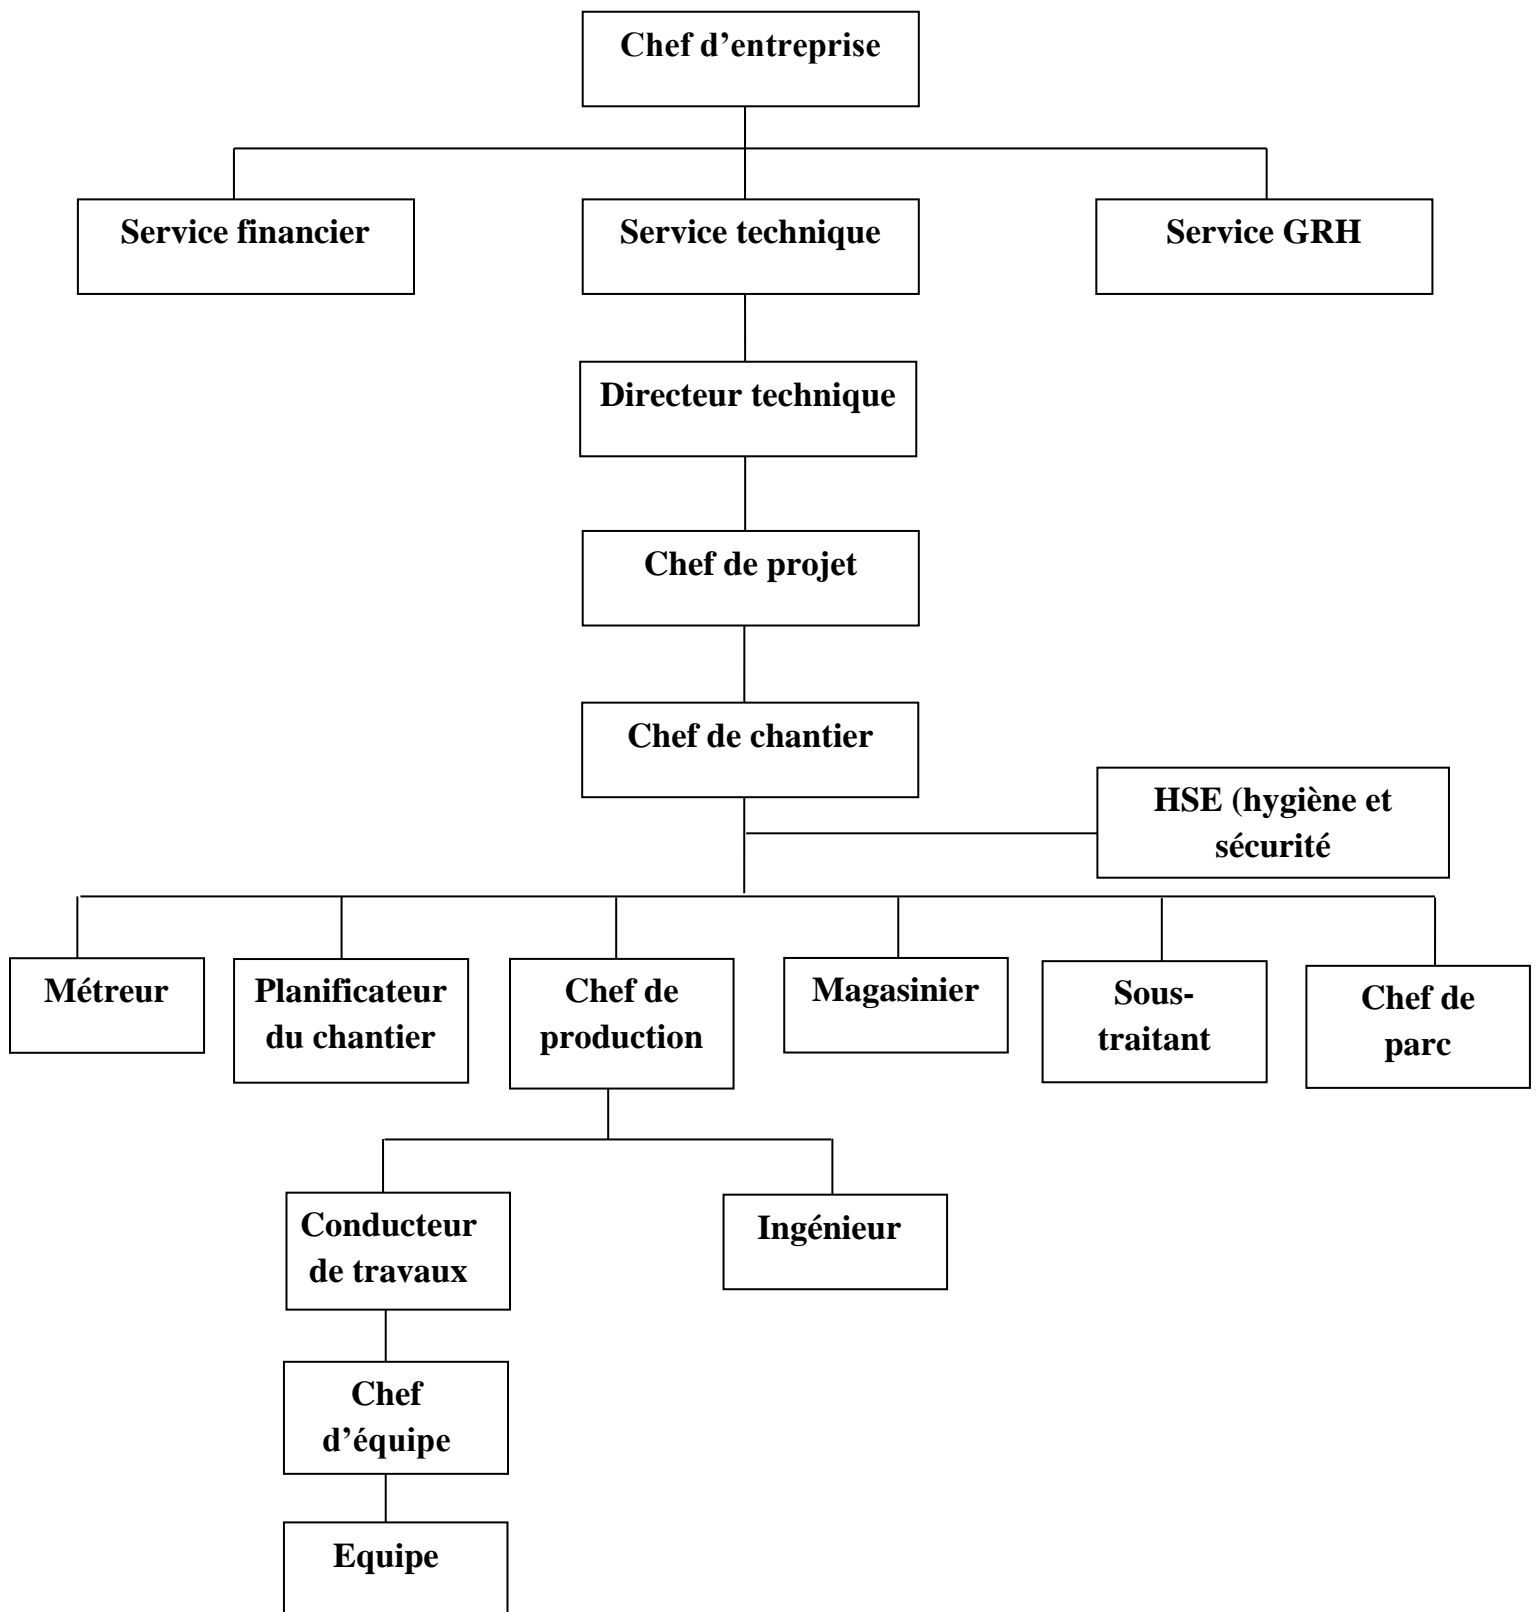 Chef d’entreprise
Service financier
Service technique
Service GRH
Directeur technique
Chef de projet
Chef de chantier
HSE (hygiène et
sécurité
Métreur
Planificateur
du chantier
Chef de
production
Magasinier
Sous-
traitant
Chef de
parc
Conducteur
de travaux
Ingénieur
Chef
d’équipe
Equipe